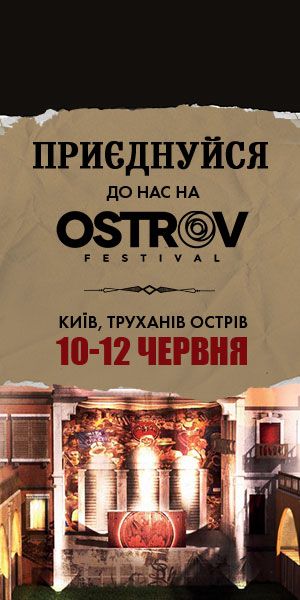 ПРИЄДНУЙСЯ
ДО НАС НА
OSTROV
FESTIVAL
КИЇВ, ТРУХАНІВ ОСТРІВ
10-12 ЧЕРВНЯ